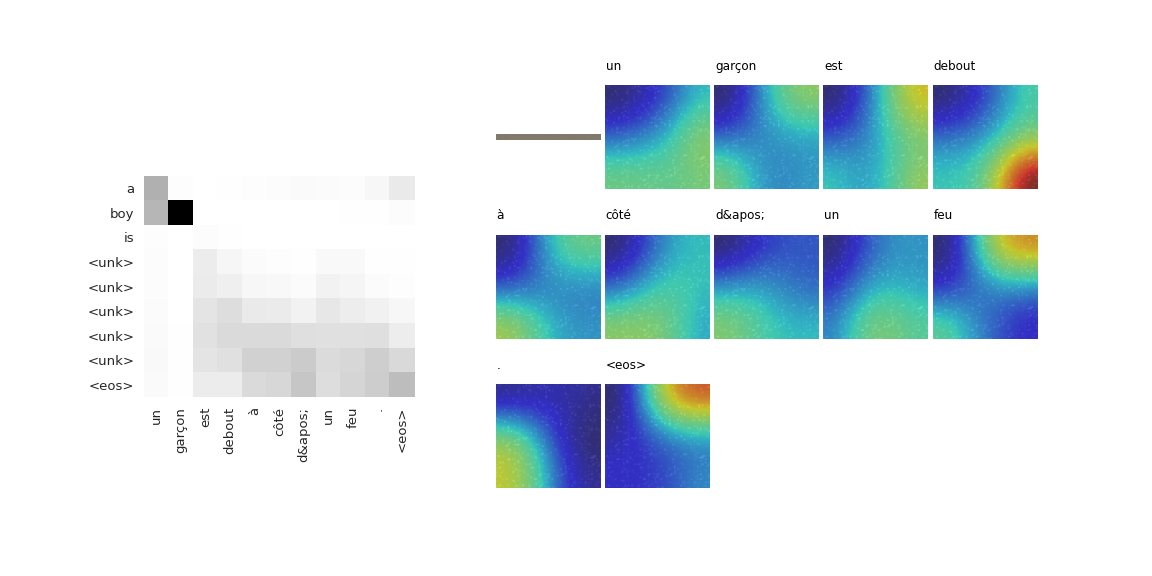 un garçon est debout
a
boy
is
<unk>
<unk>
<unk>
<unk>
<unk>
<eos>
un garçon est debout à côté d&apos; un feu . <eos>
à côté d&apos; un feu
. <eos>